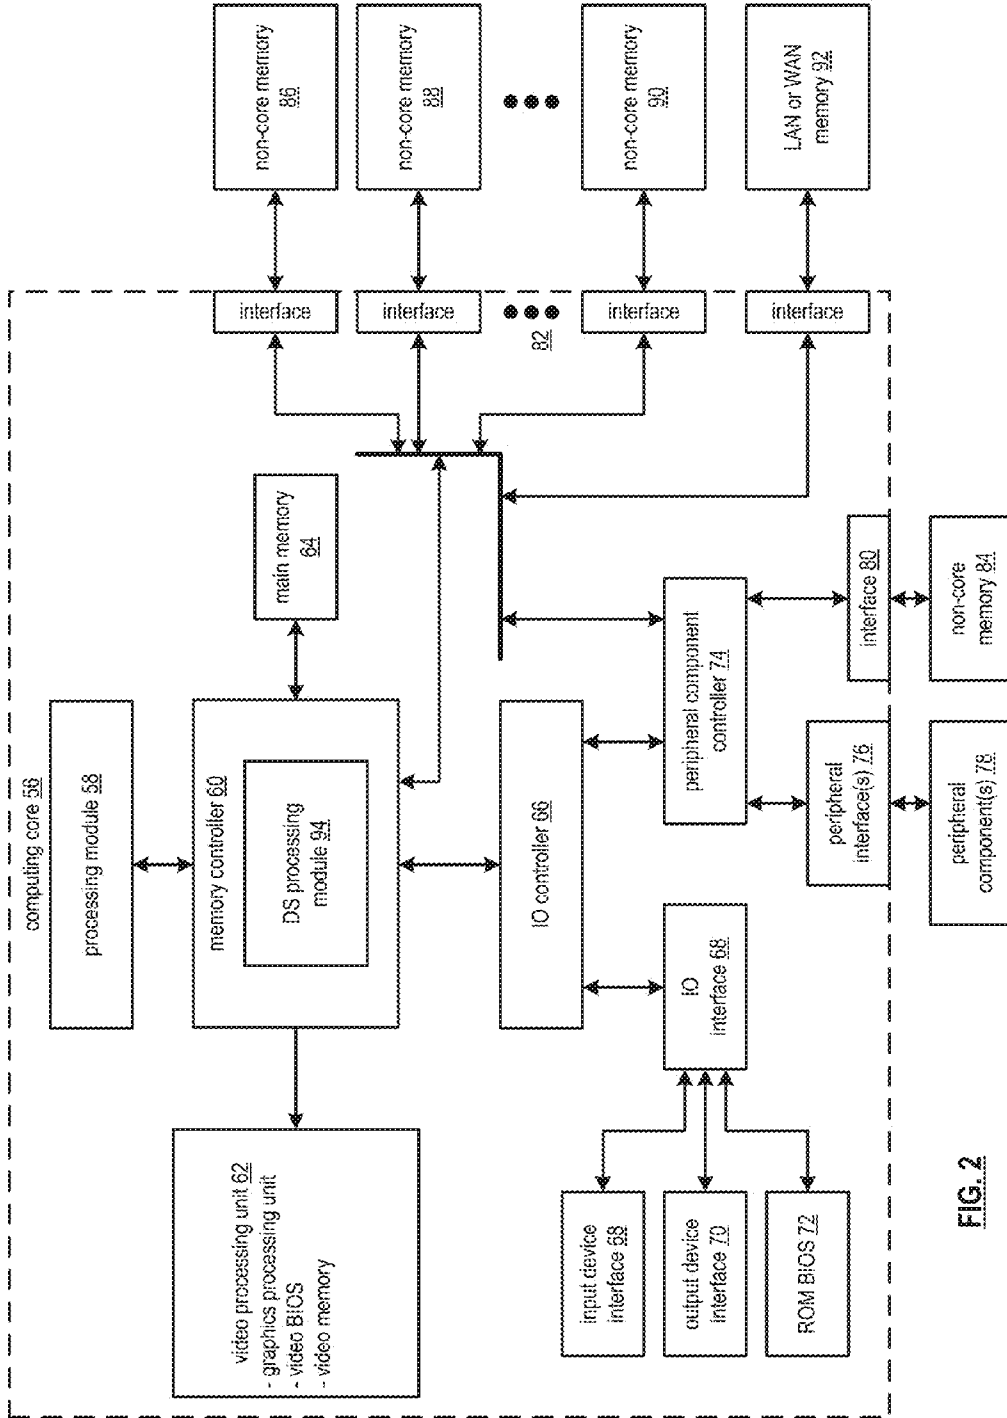 computing core 56
processing module 58
memory controller 60
DS processing
module 94
main memory
64
video processing unit 62
- graphics processing unit
- video BIOS
- video memory
IO controller 66
IO
interface 68
input device
interface 68
output device
interface 70
ROM BIOS 72
peripheral component
controller 74
peripheral
interface(s) 76
interface 80
peripheral
component(s) 78
non-core
memory 84
interface
interface
82
interface
interface
non-core memory
86
non-core memory
88
non-core memory
90
LAN or WAN
memory 92
FIG. 2